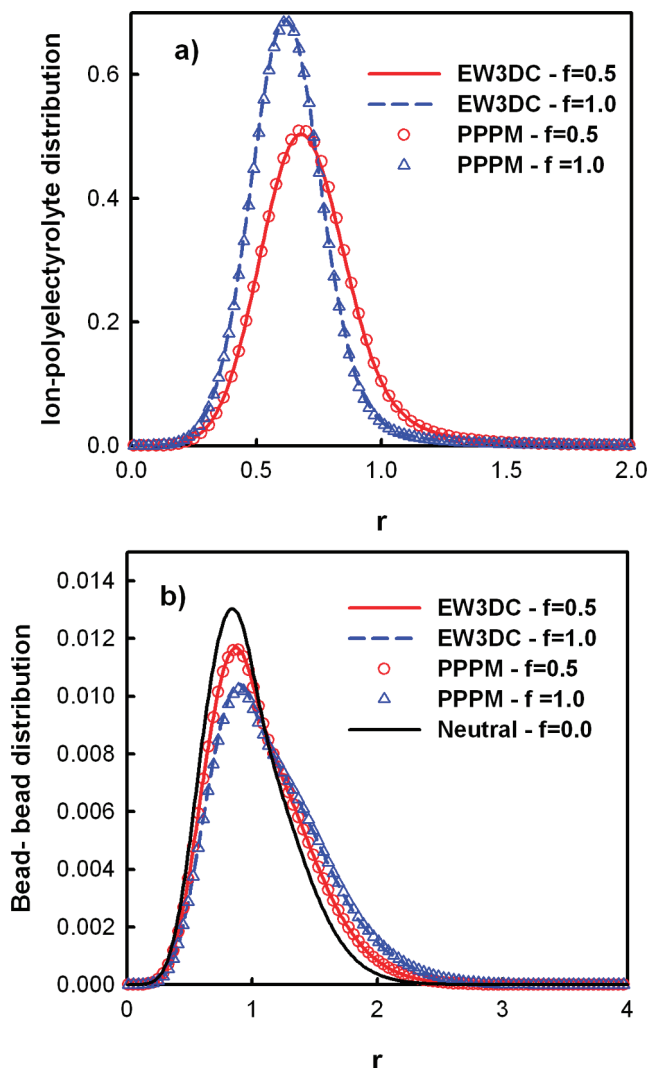 a)
EW3DC - f=0.5
EW3DC - f=1.0
PPPM - f=0.5
PPPM - f =1.0
Ion-polyelectyrolyte distribution
0.6
0.4
0.2
0.0
0.0 0.5 1.0 1.5 2.0
r
b)
EW3DC - f=0.5
EW3DC - f=1.0
PPPM - f=0.5
PPPM - f =1.0
Neutral - f=0.0
Bead- bead distribution
0.014
0.012
0.010
0.008
0.006
0.004
0.002
0.000
0 1 2 3 4
r